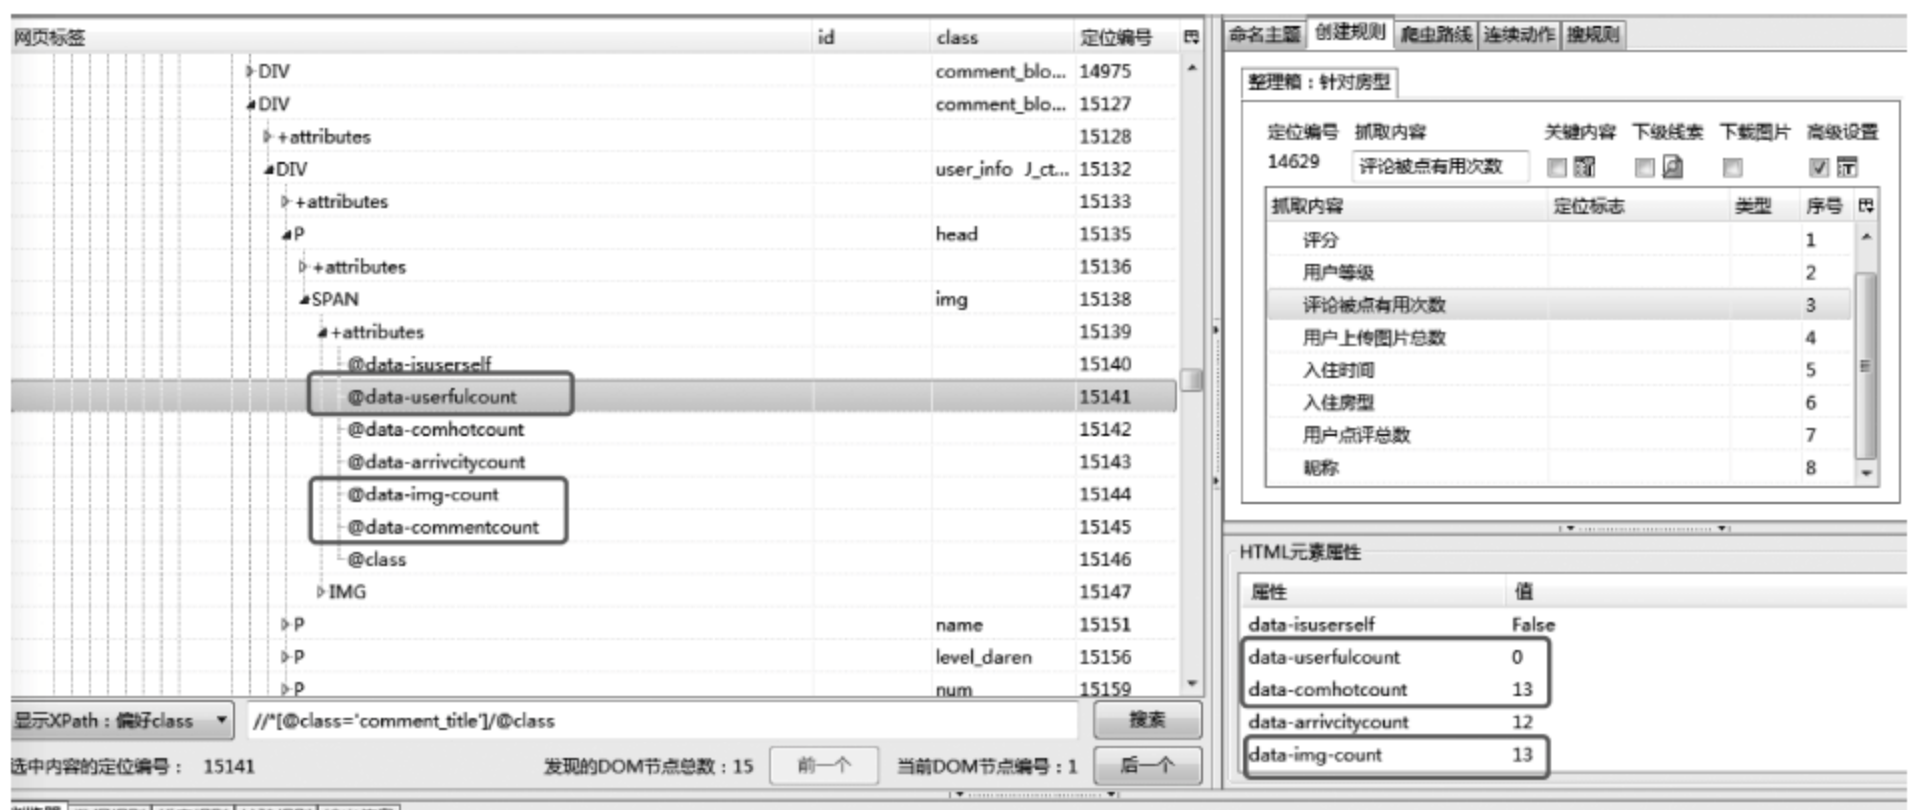 网页标签 id class 定位编号
DIV comment_blo... 14975
DIV comment_blo... 15127
+attributes 15128
DIV user_info J_ct... 15132
+attributes 15133
P head 15135
+attributes 15136
SPAN img 15138
+attributes 15139
@data-isuserself 15140
@data-userfulcount 15141
@data-comhotcount 15142
@data-arrivcitycount 15143
@data-img-count 15144
@data-commentcount 15145
@class 15146
IMG 15147
P name 15151
P level_daren 15156
P num 15159
显示XPath：偏好class //*[@class='comment_title']/@class 搜索
选中内容的定位编号： 15141 发现的DOM节点总数：15 前一个 当前DOM节点编号：1 后一个
命名主题 创建规则 爬虫路线 连续动作 搜规则
整理箱：针对房型
定位编号 抓取内容 关键内容 下级线索 下载图片 高级设置
14629 评论被点有用次数
抓取内容 定位标志 类型 序号
评分 1
用户等级 2
评论被点有用次数 3
用户上传图片总数 4
入住时间 5
入住房型 6
用户点评总数 7
昵称 8
HTML元素属性
属性 值
data-isuserself False
data-userfulcount 0
data-comhotcount 13
data-arrivcitycount 12
data-img-count 13